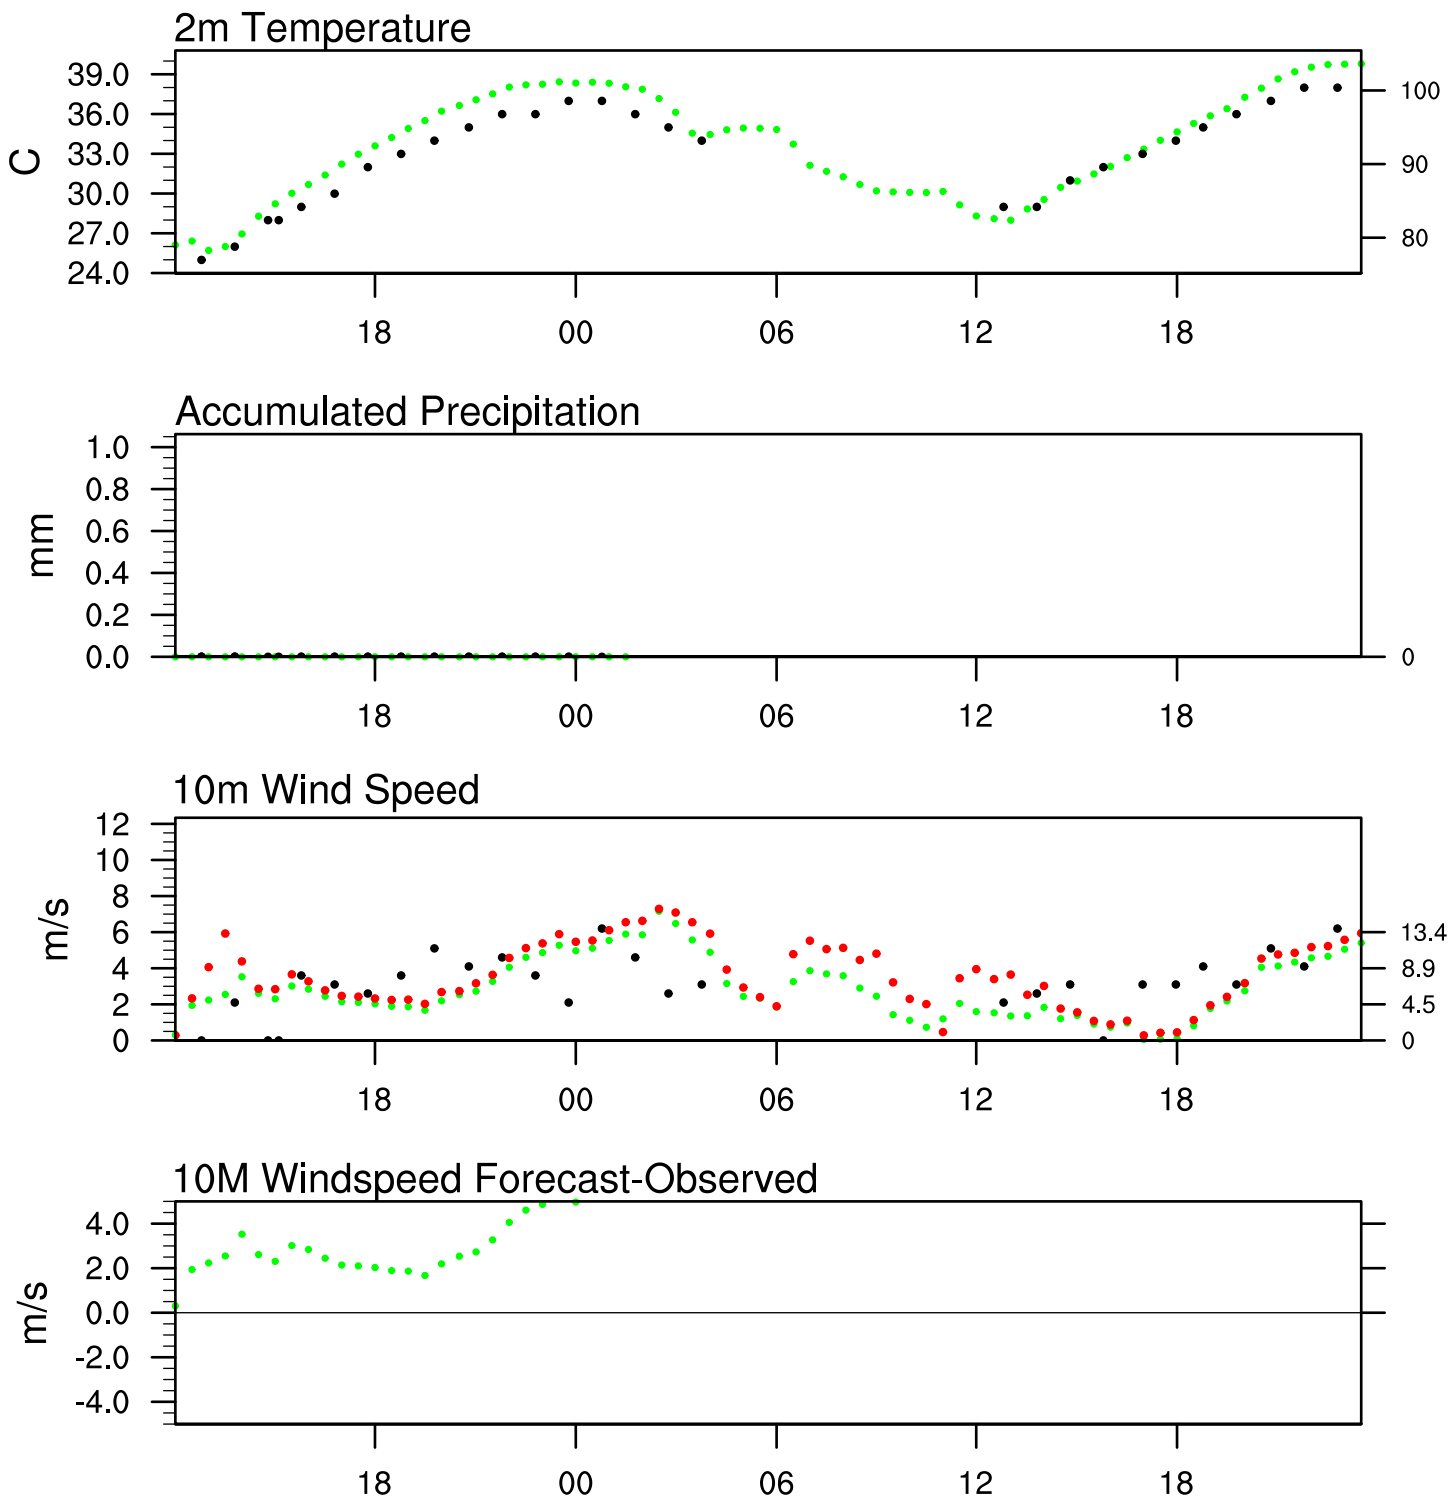 2m Temperature
C
39.0
36.0
33.0
30.0
27.0
24.0
100
90
80
18 00 06 12 18
Accumulated Precipitation
mm
1.0
0.8
0.6
0.4
0.2
0.0
0
18 00 06 12 18
10m Wind Speed
m/s
12
10
8
6
4
2
0
13.4
8.9
4.5
0
18 00 06 12 18
10M Windspeed Forecast-Observed
m/s
4.0
2.0
0.0
-2.0
-4.0
18 00 06 12 18